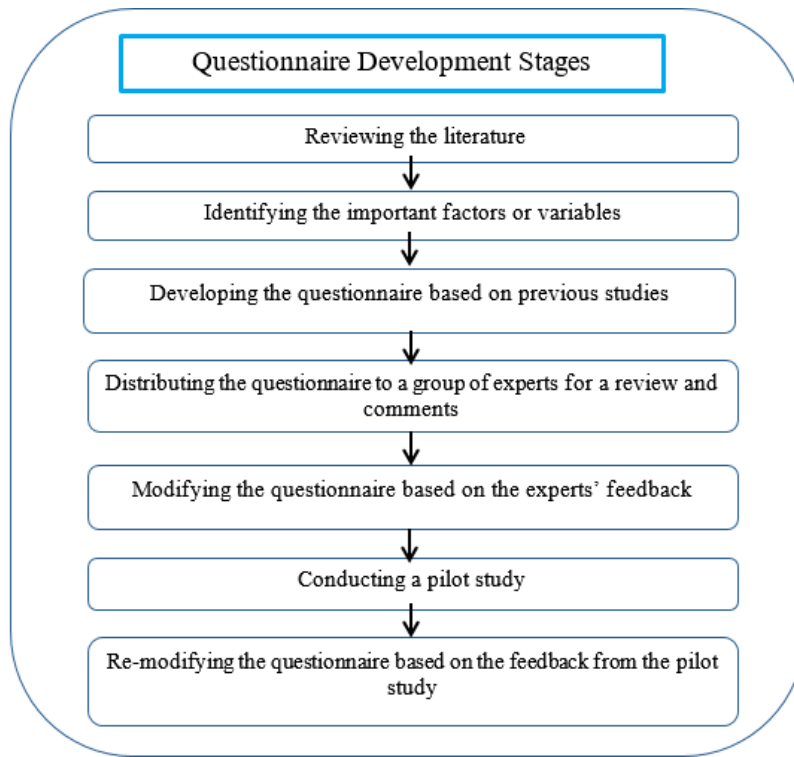 Questionnaire Development Stages
Reviewing the literature
Identifying the important factors or variables
Developing the questionnaire based on previous studies
Distributing the questionnaire to a group of experts for a review and
comments
Modifying the questionnaire based on the experts’ feedback
Conducting a pilot study
Re-modifying the questionnaire based on the feedback from the pilot
study